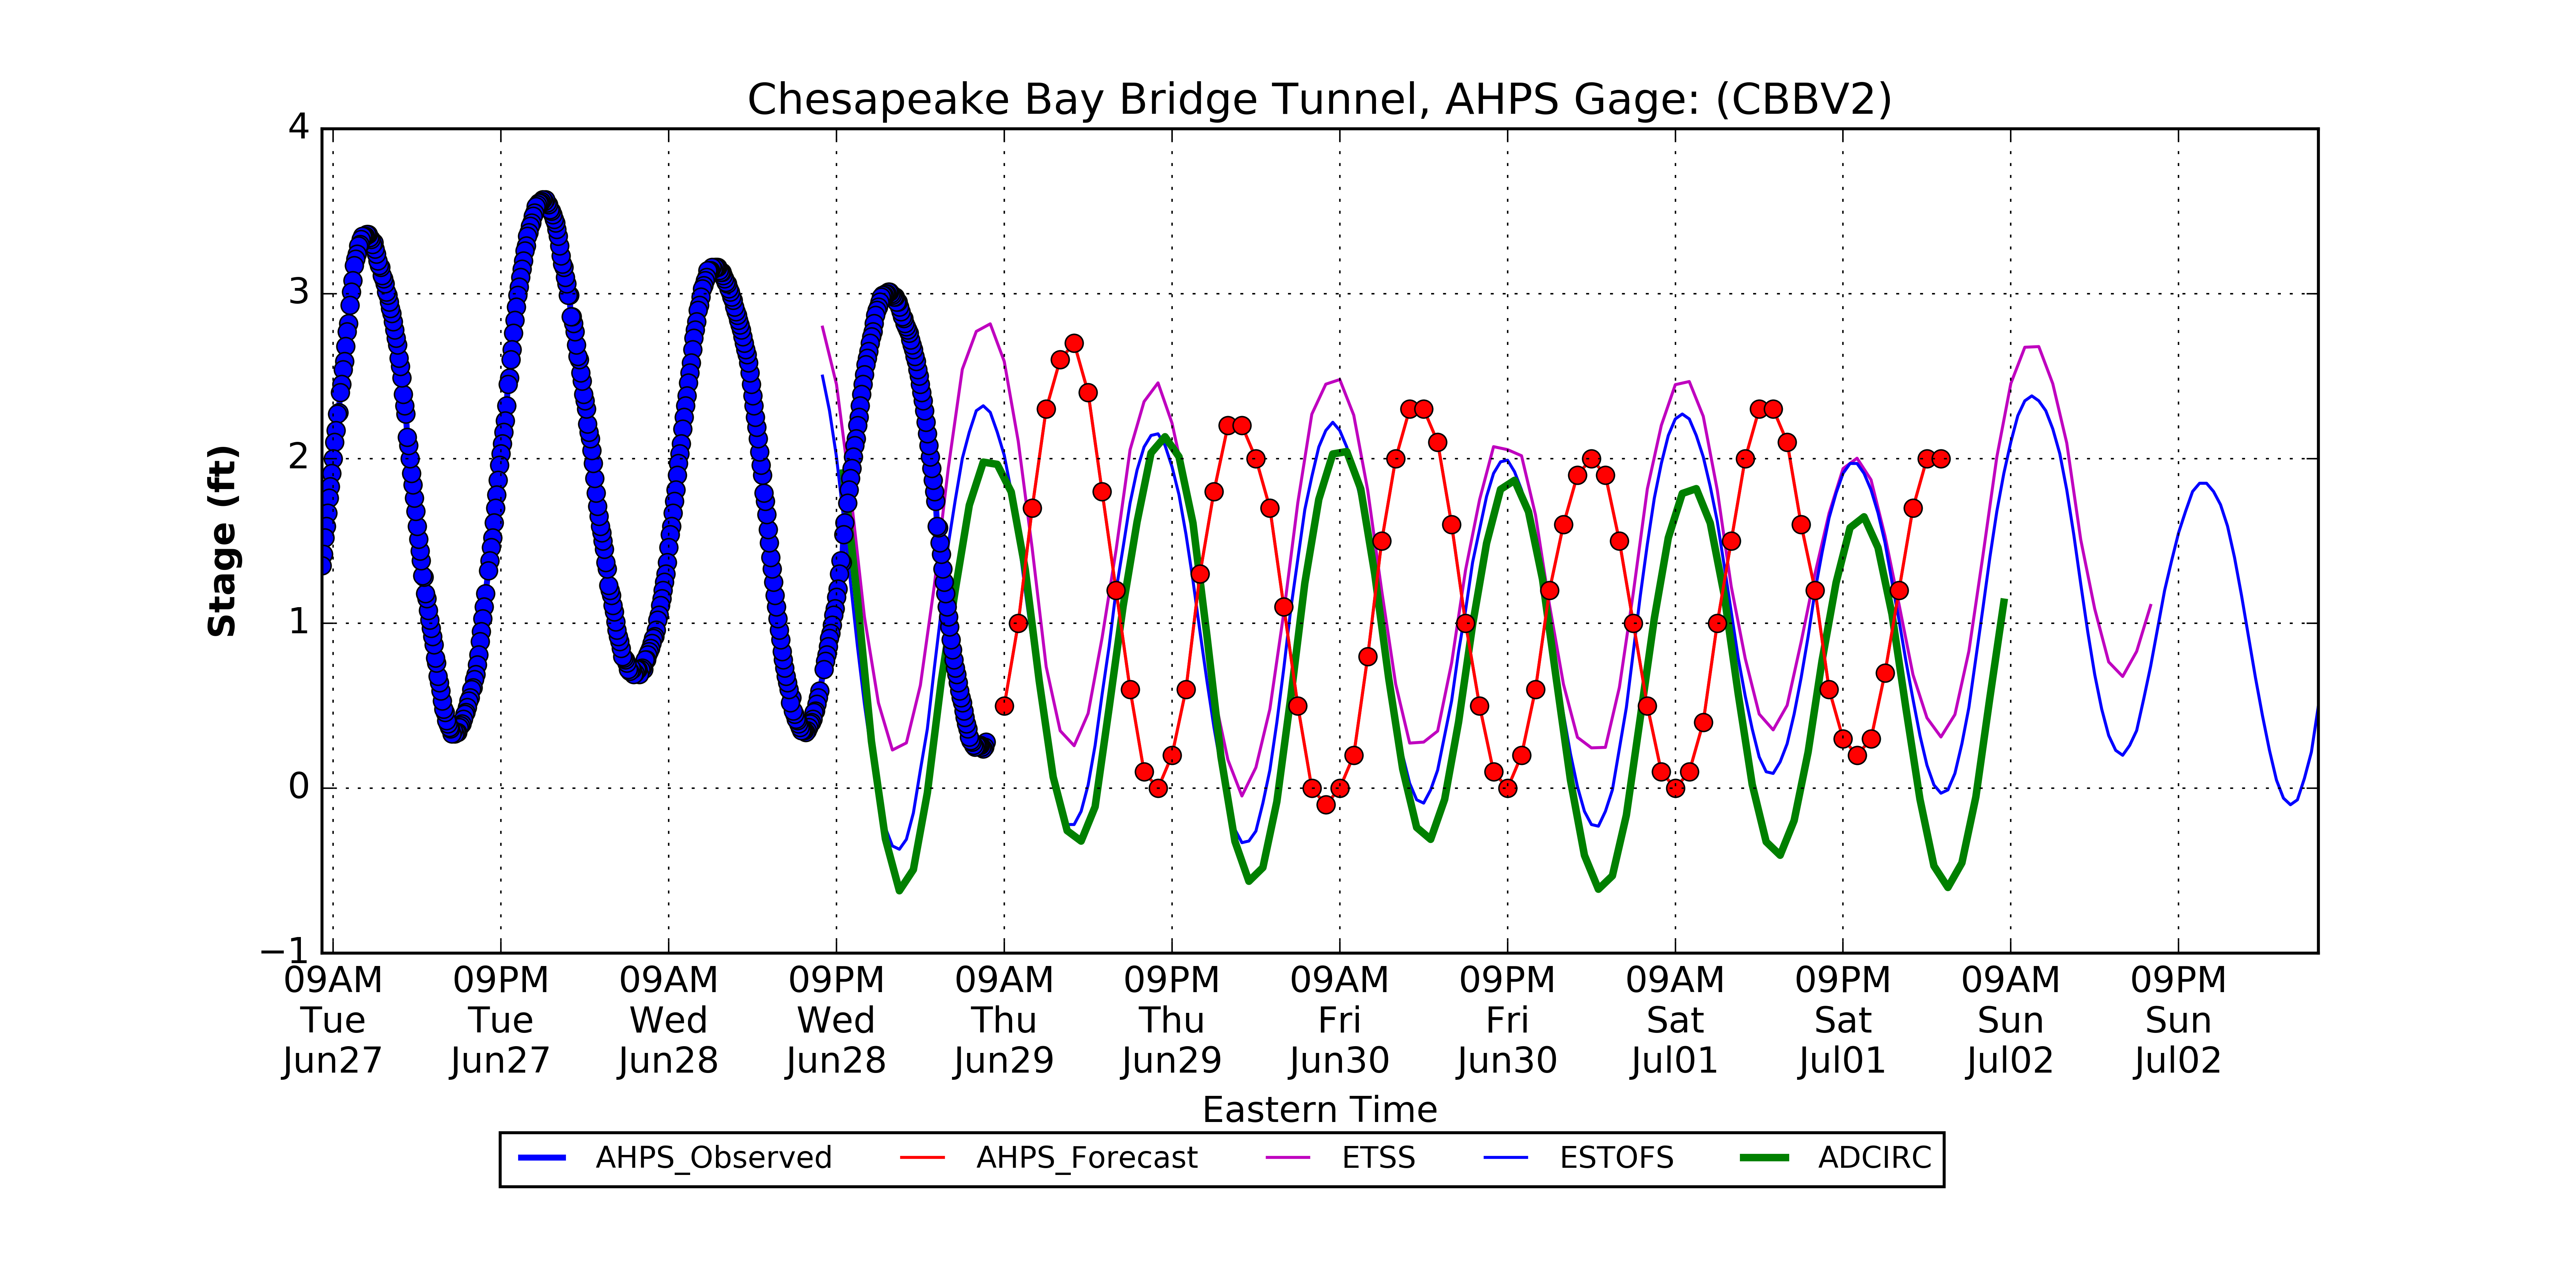 Chesapeake Bay Bridge Tunnel, AHPS Gage: (CBBV2)
Stage (ft)
4
3
2
1
0
−1
09AM 09PM 09AM 09PM 09AM 09PM 09AM 09PM 09AM 09PM 09AM 09PM
Tue Tue Wed Wed Thu Thu Fri Fri Sat Sat Sun Sun
Jun27 Jun27 Jun28 Jun28 Jun29 Jun29 Jun30 Jun30 Jul01 Jul01 Jul02 Jul02
Eastern Time
AHPS_Observed AHPS_Forecast ETSS ESTOFS ADCIRC